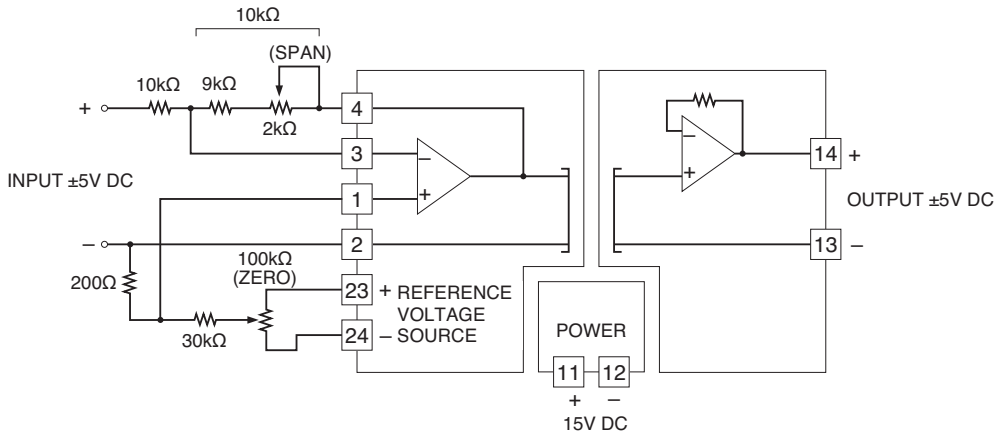 10kΩ
(SPAN)
10kΩ
9kΩ
2kΩ
+
4
3
−
INPUT ±5V DC
1
+
−
2
200Ω
100kΩ
(ZERO)
30kΩ
23
+ REFERENCE
VOLTAGE
24
− SOURCE
−
+
14 +
OUTPUT ±5V DC
13 −
POWER
11 12
+ −
15V DC